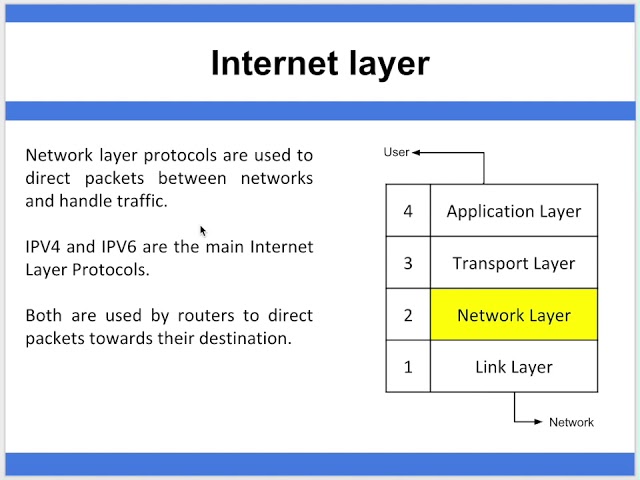 Internet layer
Network layer protocols are used to
direct packets between networks
and handle traffic.
IPV4 and IPV6 are the main Internet
Layer Protocols.
Both are used by routers to direct
packets towards their destination.
User
4 Application Layer
3 Transport Layer
2 Network Layer
1 Link Layer
Network